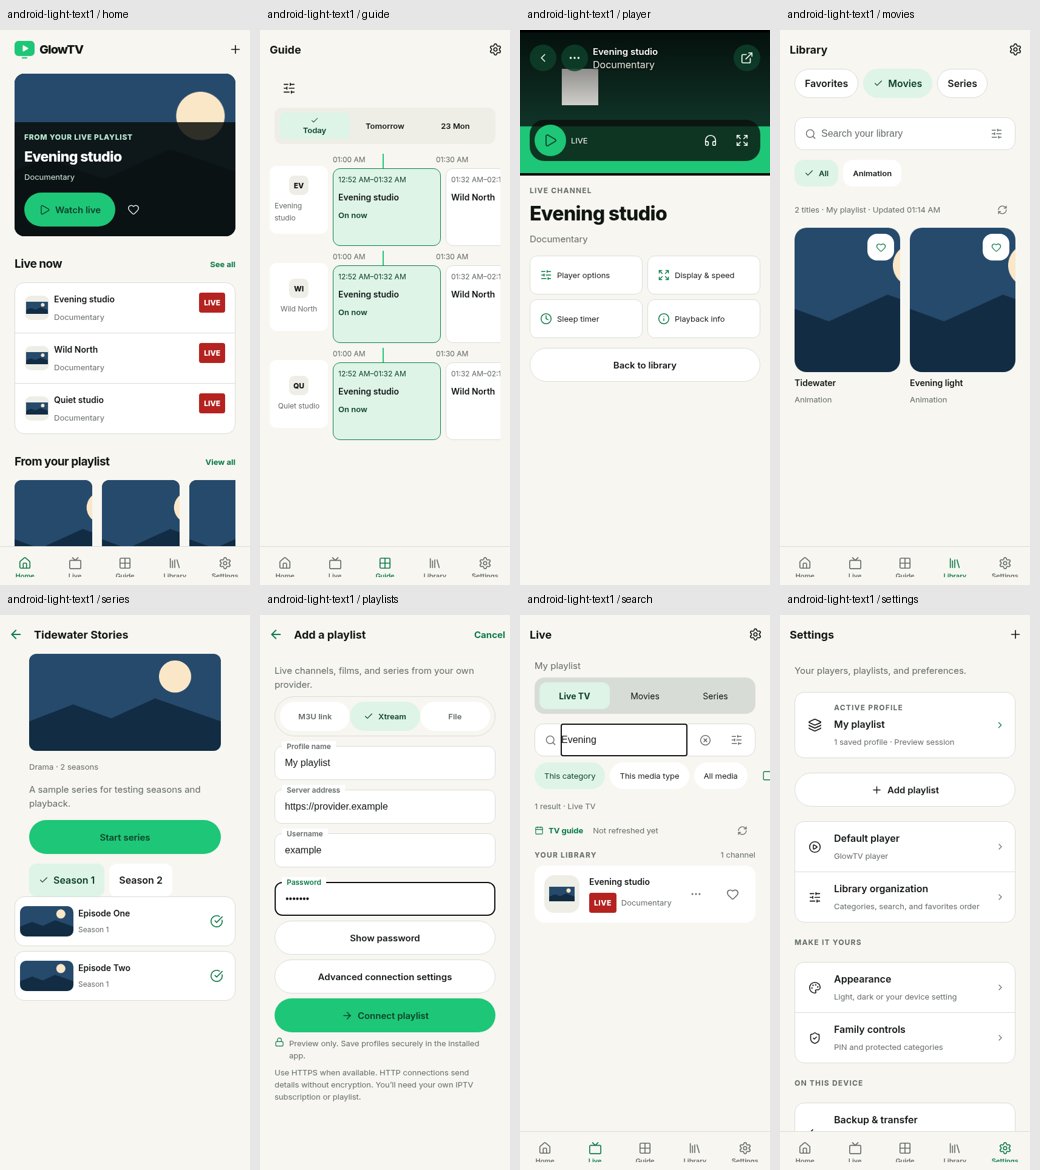 android-light-text1 / home
GlowTV
FROM YOUR LIVE PLAYLIST
Evening studio
Documentary
Watch live
Live now
See all
Evening studio
Documentary
LIVE
Wild North
Documentary
LIVE
Quiet studio
Documentary
LIVE
From your playlist
View all
Home
Live
Guide
Library
Settings
android-light-text1 / guide
Guide
Today
Tomorrow
23 Mon
01:00 AM
01:30 AM
EV
Evening
studio
12:52 AM–01:32 AM
Evening studio
On now
01:32 AM–02:1
Wild North
01:00 AM
01:30 AM
WI
Wild North
12:52 AM–01:32 AM
Evening studio
On now
01:32 AM–02:1
Wild North
01:00 AM
01:30 AM
QU
Quiet studio
12:52 AM–01:32 AM
Evening studio
On now
01:32 AM–02:1
Wild North
Home
Live
Guide
Library
Settings
android-light-text1 / player
Evening studio
Documentary
LIVE
LIVE CHANNEL
Evening studio
Documentary
Player options
Display & speed
Sleep timer
Playback info
Back to library
android-light-text1 / movies
Library
Favorites
Movies
Series
Search your library
All
Animation
2 titles · My playlist · Updated 01:14 AM
Tidewater
Animation
Evening light
Animation
Home
Live
Guide
Library
Settings
android-light-text1 / series
Tidewater Stories
Drama · 2 seasons
A sample series for testing seasons and
playback.
Start series
Season 1
Season 2
Episode One
Season 1
Episode Two
Season 1
android-light-text1 / playlists
Add a playlist
Cancel
Live channels, films, and series from your own
provider.
M3U link
Xtream
File
Profile name
My playlist
Server address
https://provider.example
Username
example
Password
•••••••
Show password
Advanced connection settings
Connect playlist
Preview only. Save profiles securely in the installed
app.
Use HTTPS when available. HTTP connections send
details without encryption. You'll need your own IPTV
subscription or playlist.
android-light-text1 / search
Live
My playlist
Live TV
Movies
Series
Evening
This category
This media type
All media
1 result · Live TV
TV guide
Not refreshed yet
YOUR LIBRARY
1 channel
Evening studio
LIVE
Documentary
Home
Live
Guide
Library
Settings
android-light-text1 / settings
Settings
Your players, playlists, and preferences.
ACTIVE PROFILE
My playlist
1 saved profile · Preview session
Add playlist
Default player
GlowTV player
Library organization
Categories, search, and favorites order
MAKE IT YOURS
Appearance
Light, dark or your device setting
Family controls
PIN and protected categories
ON THIS DEVICE
Backup & transfer
Home
Live
Guide
Library
Settings